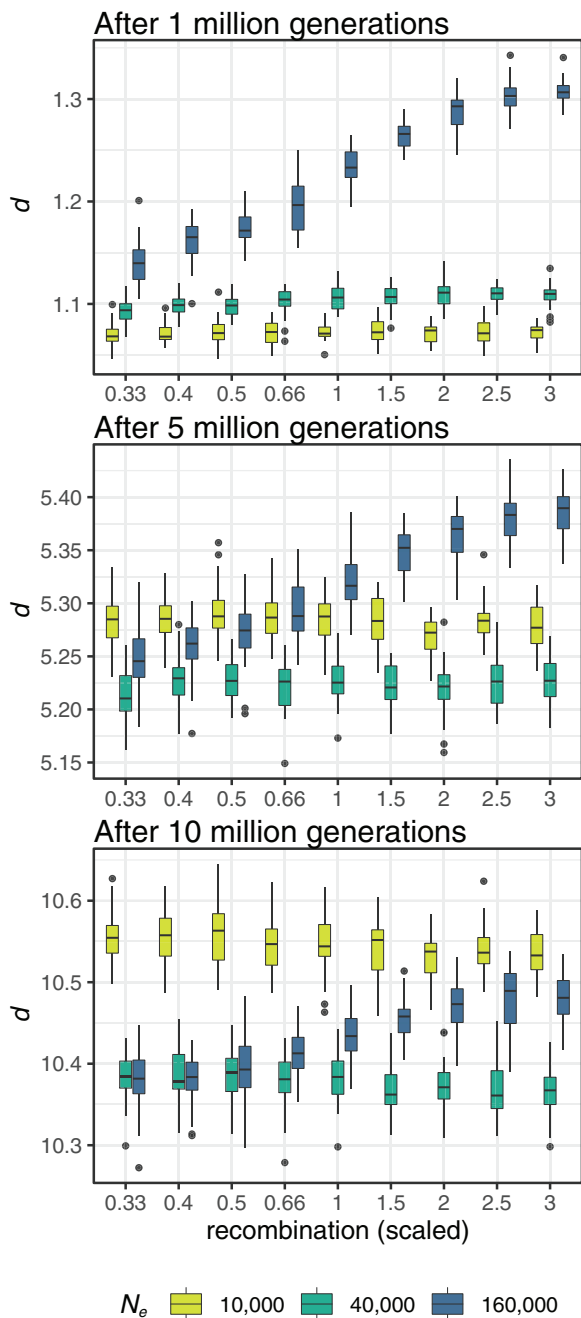 After 1 million generations
1.3
1.2
1.1
d
0.33 0.4 0.5 0.66 1 1.5 2 2.5 3
After 5 million generations
5.40
5.35
5.30
5.25
5.20
5.15
d
0.33 0.4 0.5 0.66 1 1.5 2 2.5 3
After 10 million generations
10.6
10.5
10.4
10.3
d
0.33 0.4 0.5 0.66 1 1.5 2 2.5 3
recombination (scaled)
Ne 10,000 40,000 160,000